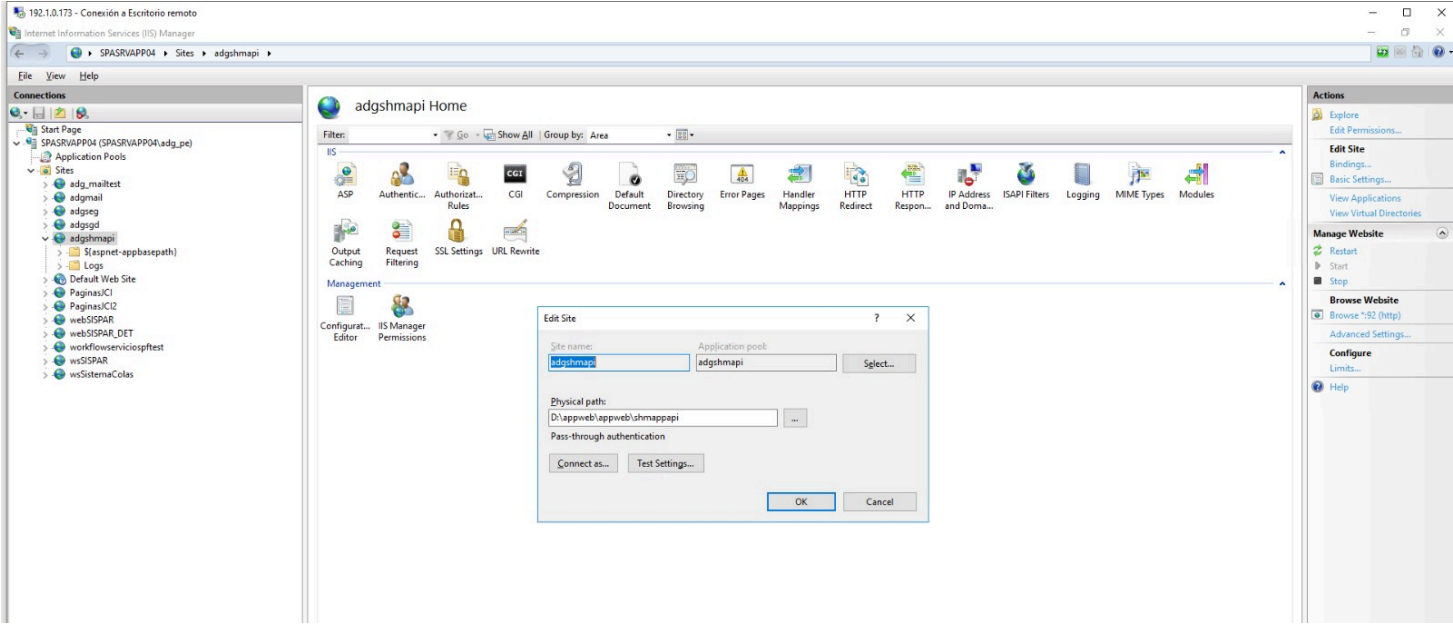 192.1.0.173 - Conexión a Escritorio remoto
Internet Information Services (IIS) Manager
SPASRVAPP04 Sites adgshmapi
File View Help
Connections
Start Page
SPASRVAPP04 (SPASRVAPP04\adg_pe)
Application Pools
Sites
adg_mailtest
adgmail
adgseg
adgsgd
adgshmapi
${aspnet-appbasepath}
Logs
Default Web Site
PaginasJCI
PaginasJCI2
webSISPAR
webSISPAR_DET
workflowserviciospftest
wsSISPAR
wsSistemaColas
adgshmapi Home
Filter: Go Show All Group by: Area
IIS
ASP
Authentic...
Authorizat... Rules
CGI
Compression
Default Document
Directory Browsing
Error Pages
Handler Mappings
HTTP Redirect
HTTP Respon...
IP Address and Doma...
ISAPI Filters
Logging
MIME Types
Modules
Output Caching
Request Filtering
SSL Settings
URL Rewrite
Management
Configurat... Editor
IIS Manager Permissions
Edit Site
Site name:
Application pool:
adgshmapi
adgshmapi
Select...
Physical path:
D:\appweb\appweb\shmappapi
...
Pass-through authentication
Connect as...
Test Settings...
OK
Cancel
Actions
Explore
Edit Permissions...
Edit Site
Bindings...
Basic Settings...
View Applications
View Virtual Directories
Manage Website
Restart
Start
Stop
Browse Website
Browse *:92 (http)
Advanced Settings...
Configure
Limits...
Help